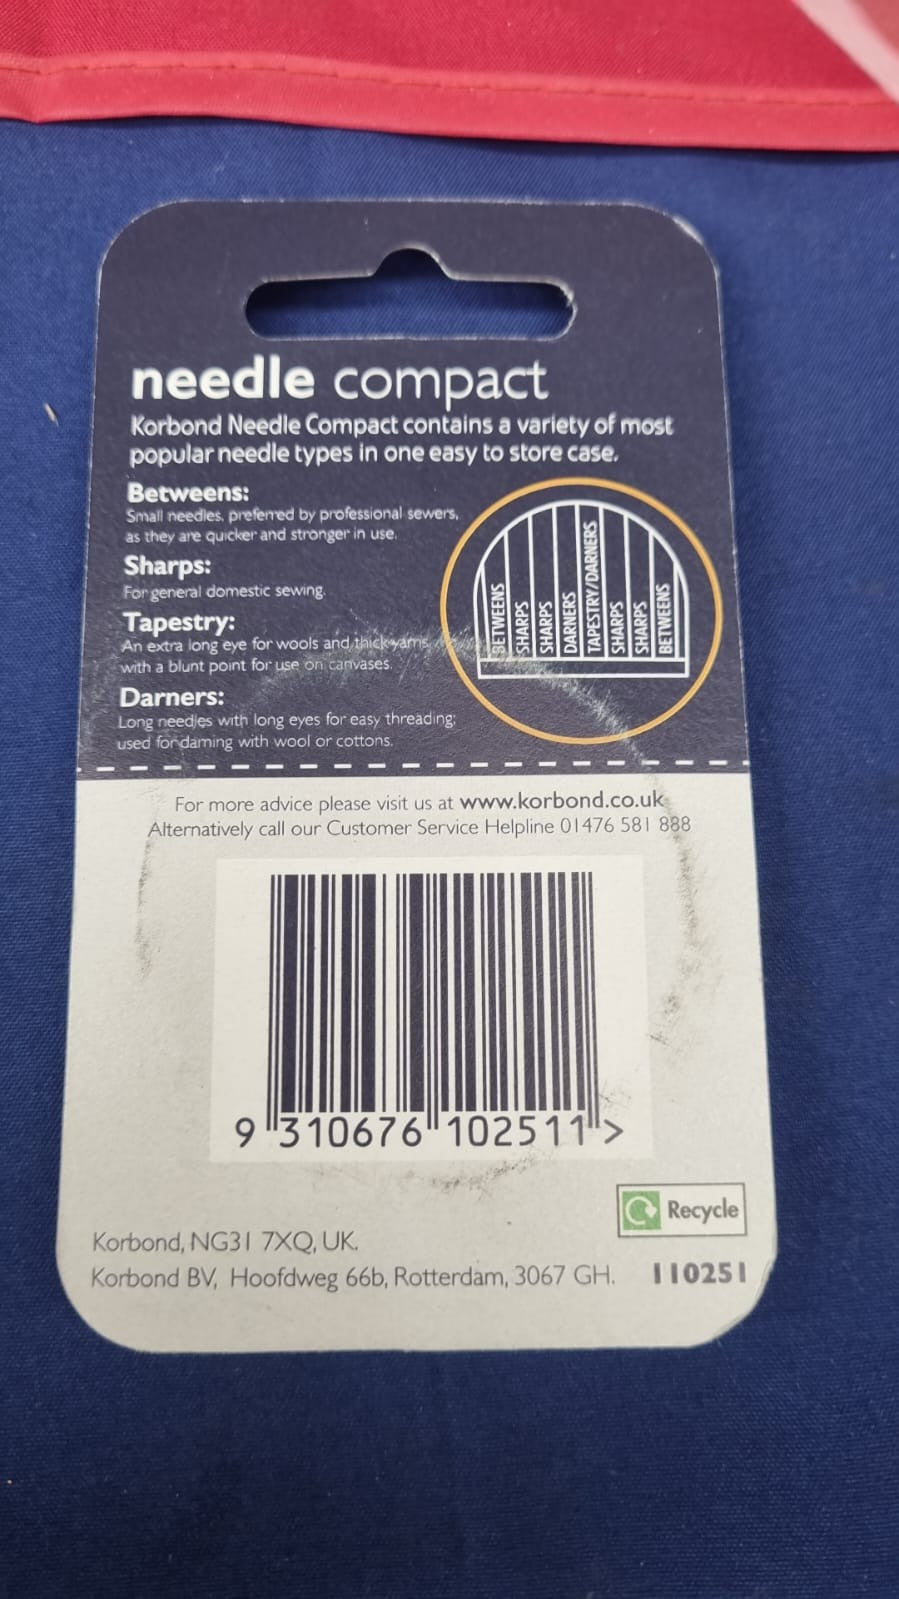 needle compact
Korbond Needle Compact contains a variety of most
popular needle types in one easy to store case.
Betweens:
Small needles, preferred by professional sewers,
as they are quicker and stronger in use.
Sharps:
For general domestic sewing.
Tapestry:
An extra long eye for wools and thick yarns,
with a blunt point for use on canvases.
Darners:
Long needles with long eyes for easy threading;
used for darning with wool or cottons.
BETWEENS
SHARPS
SHARPS
DARNERS
TAPESTRY/DARNERS
SHARPS
SHARPS
BETWEENS
For more advice please visit us at www.korbond.co.uk
Alternatively call our Customer Service Helpline 01476 581 888
9 310676 102511 >
Recycle
Korbond, NG31 7XQ, UK.
Korbond BV, Hoofdweg 66b, Rotterdam, 3067 GH. 110251